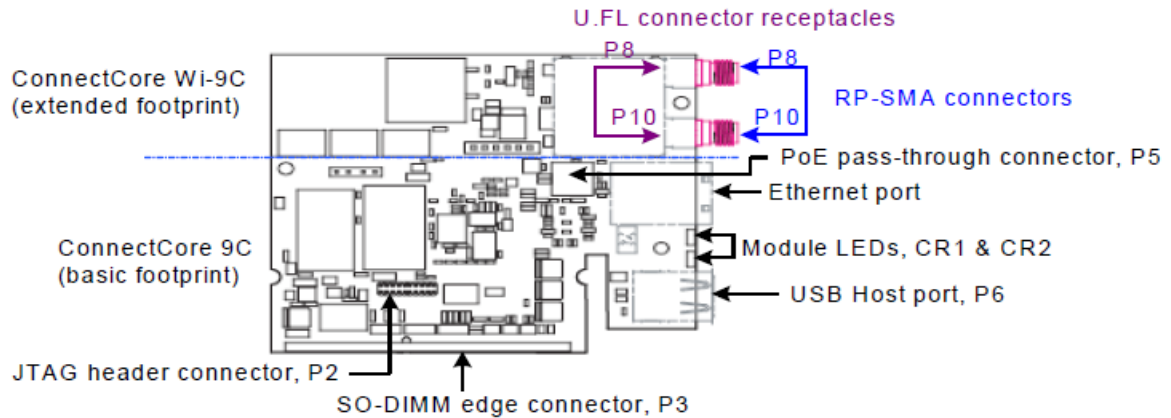 U.FL connector receptacles
P8
P8
ConnectCore Wi-9C
(extended footprint)
RP-SMA connectors
P10
P10
PoE pass-through connector, P5
Ethernet port
ConnectCore 9C
(basic footprint)
Module LEDs, CR1 & CR2
USB Host port, P6
JTAG header connector, P2
SO-DIMM edge connector, P3